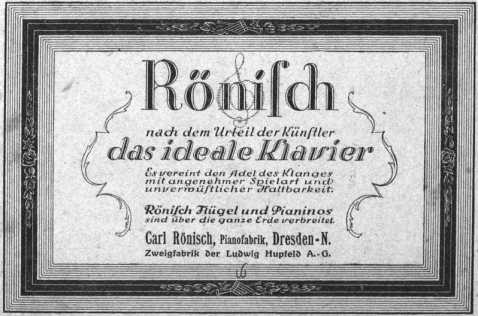 Röniſch
nach dem Urteil der Künſtler
das ideale Klavier
Es vereint den Adel des Klanges
mit angenehmer Spielart und
unverwüſtlicher Haltbarkeit.
Röniſch Flügel und Pianinos
sind über die ganze Erde verbreitet.
Carl Rönisch, Pianofabrik, Dresden-N.
Zweigfabrik der Ludwig Hupfeld A.-G.